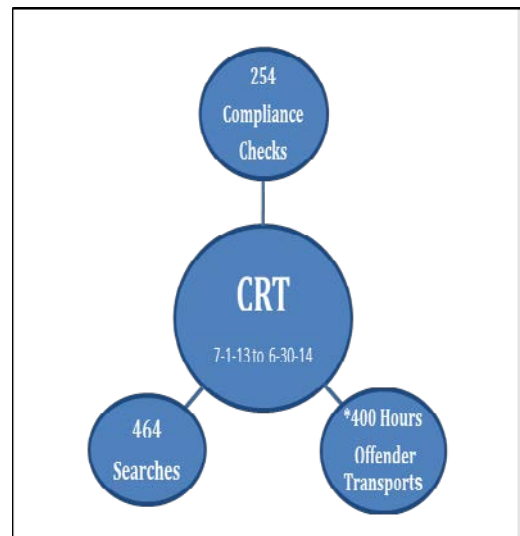 254
Compliance
Checks
CRT
7-1-13 to 6-30-14
464
Searches
*400 Hours
Offender
Transports